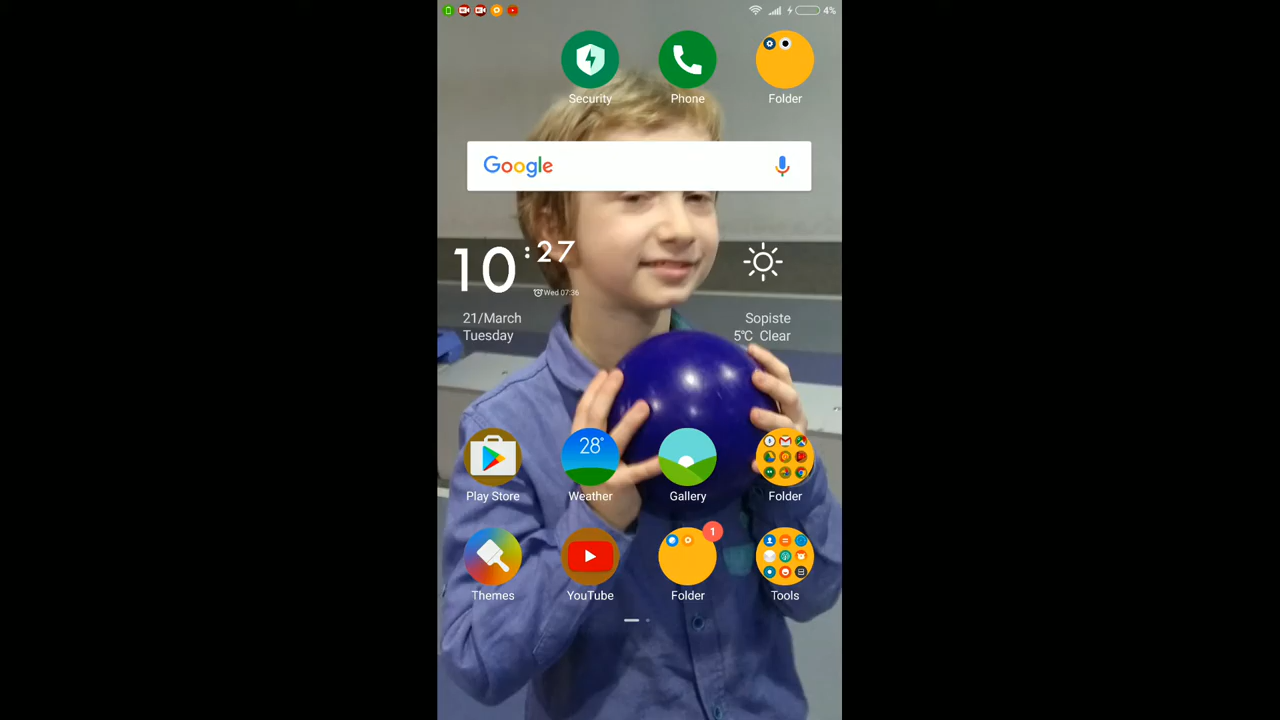 4%
Security
Phone
Folder
Google
10:27
Wed 07:36
21/March
Tuesday
Sopiste
5°C Clear
28°
Play Store
Weather
Gallery
Folder
1
Themes
YouTube
Folder
Tools